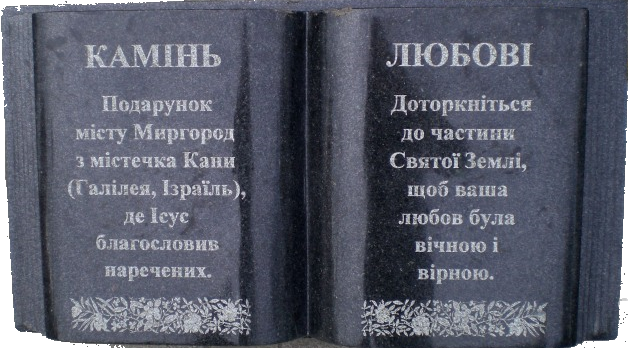 КАМІНЬ
Подарунок
місту Миргород
з містечка Кани
(Галілея, Ізраїль),
де Ісус
благословив
наречених.
ЛЮБОВІ
Доторкніться
до частини
Святої Землі,
щоб ваша
любов була
вічною і
вірною.